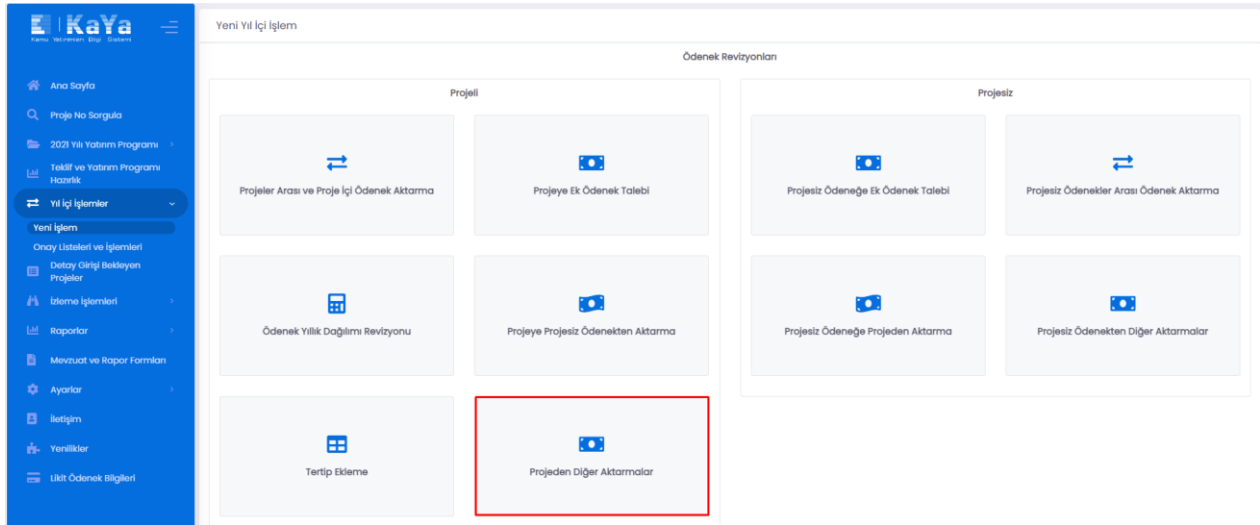 KaYa
Kamu Yatırımları Bilgi Sistemi
Ana Sayfa
Proje No Sorgula
2021 Yılı Yatırım Programı
Teklif ve Yatırım Programı
Hazırlık
Yıl İçi İşlemler
Yeni İşlem
Onay Listeleri ve İşlemleri
Detay Girişi Bekleyen
Projeler
İzleme İşlemleri
Raporlar
Mevzuat ve Rapor Formları
Ayarlar
İletişim
Yenilikler
Likit Ödenek Bilgileri
Yeni Yıl İçi İşlem
Ödenek Revizyonları
Projeli
Projeler Arası ve Proje İçi Ödenek Aktarma
Projeye Ek Ödenek Talebi
Ödenek Yıllık Dağılımı Revizyonu
Projeye Projesiz Ödenekten Aktarma
Tertip Ekleme
Projeden Diğer Aktarmalar
Projesiz
Projesiz Ödeneğe Ek Ödenek Talebi
Projesiz Ödenekler Arası Ödenek Aktarma
Projesiz Ödeneğe Projeden Aktarma
Projesiz Ödenekten Diğer Aktarmalar